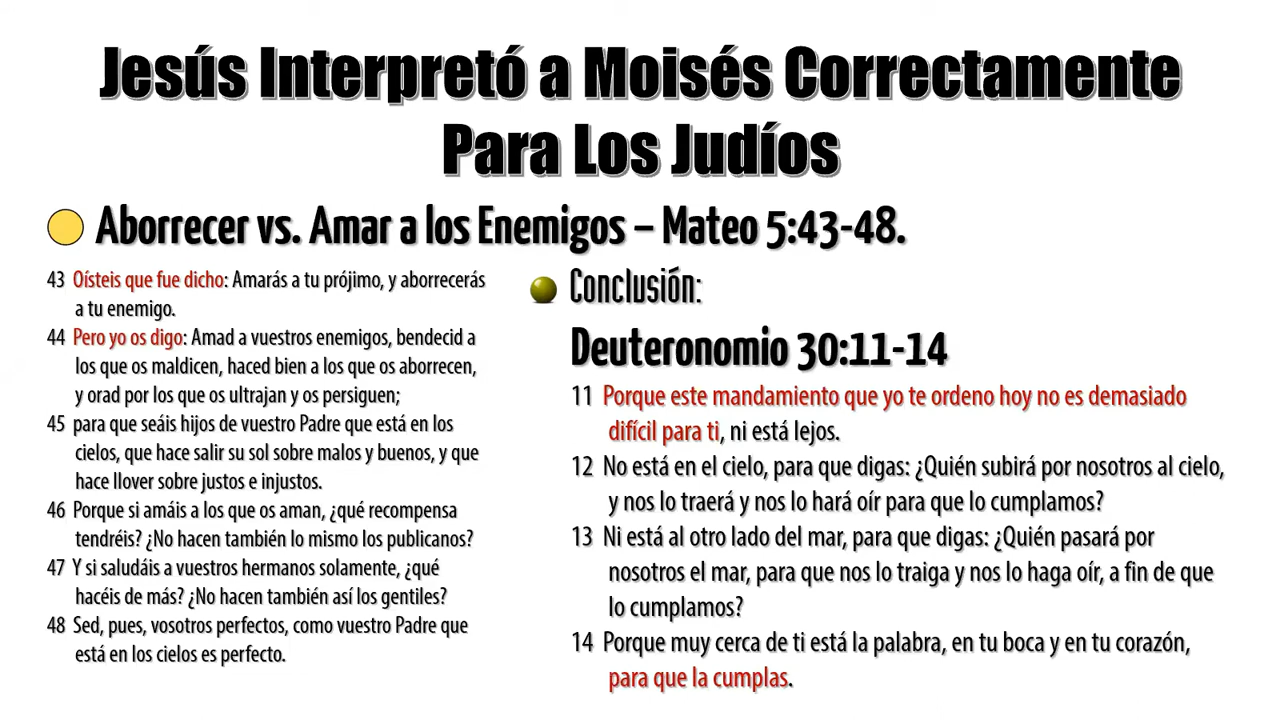 Jesús Interpretó a Moisés Correctamente
Para Los Judíos
Aborrecer vs. Amar a los Enemigos – Mateo 5:43-48.
43 Oísteis que fue dicho: Amarás a tu prójimo, y aborrecerás
a tu enemigo.
44 Pero yo os digo: Amad a vuestros enemigos, bendecid a
los que os maldicen, haced bien a los que os aborrecen,
y orad por los que os ultrajan y os persiguen;
45 para que seáis hijos de vuestro Padre que está en los
cielos, que hace salir su sol sobre malos y buenos, y que
hace llover sobre justos e injustos.
46 Porque si amáis a los que os aman, ¿qué recompensa
tendréis? ¿No hacen también lo mismo los publicanos?
47 Y si saludáis a vuestros hermanos solamente, ¿qué
hacéis de más? ¿No hacen también así los gentiles?
48 Sed, pues, vosotros perfectos, como vuestro Padre que
está en los cielos es perfecto.
Conclusión:
Deuteronomio 30:11-14
11 Porque este mandamiento que yo te ordeno hoy no es demasiado
difícil para ti, ni está lejos.
12 No está en el cielo, para que digas: ¿Quién subirá por nosotros al cielo,
y nos lo traerá y nos lo hará oír para que lo cumplamos?
13 Ni está al otro lado del mar, para que digas: ¿Quién pasará por
nosotros el mar, para que nos lo traiga y nos lo haga oír, a fin de que
lo cumplamos?
14 Porque muy cerca de ti está la palabra, en tu boca y en tu corazón,
para que la cumplas.